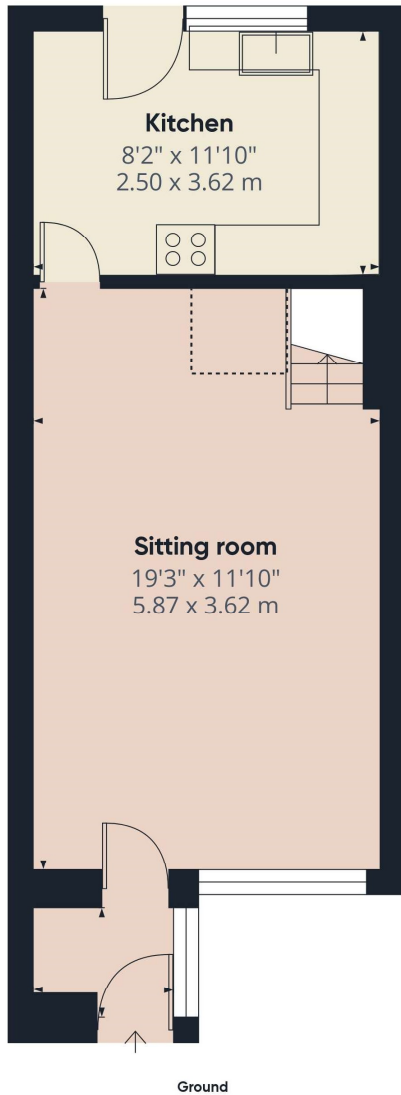 Kitchen
8'2" x 11'10"
2.50 x 3.62 m
Sitting room
19'3" x 11'10"
5.87 x 3.62 m
Ground